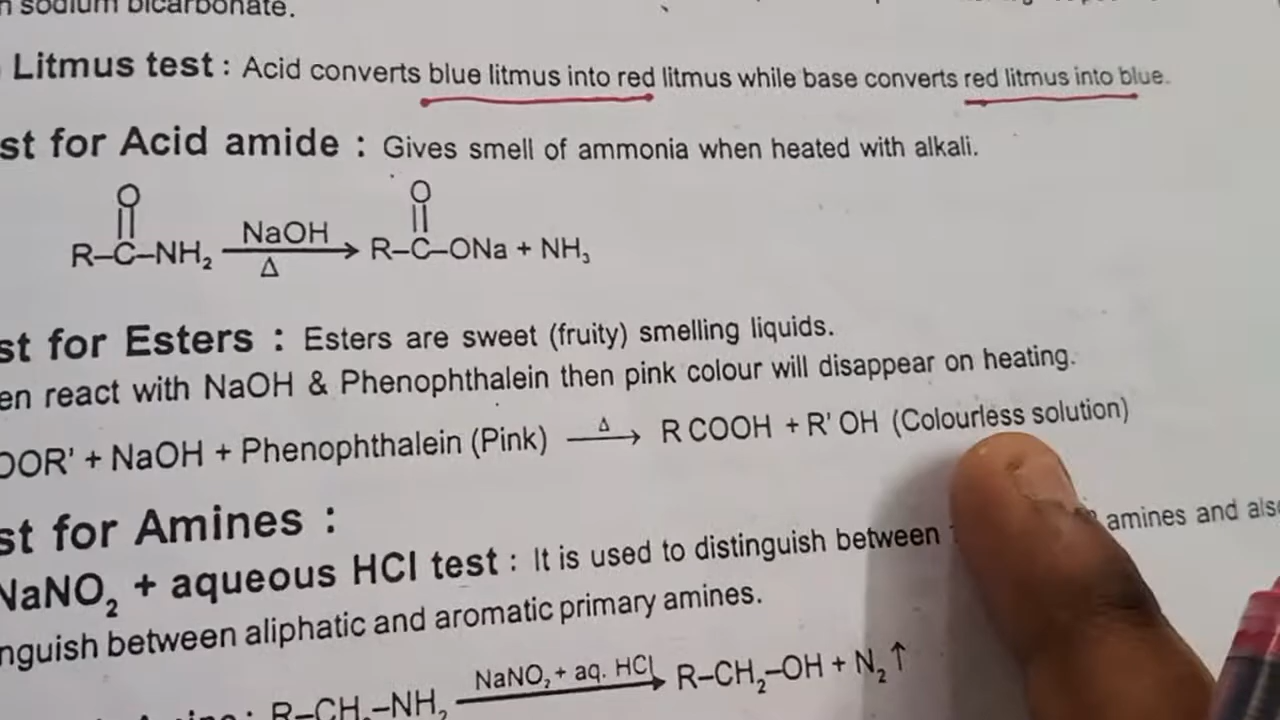 sodium bicarbonate.
Litmus test : Acid converts blue litmus into red litmus while base converts red litmus into blue.
st for Acid amide : Gives smell of ammonia when heated with alkali.
O O
R–C–NH₂ NaOH Δ R–C–ONa + NH₃
st for Esters : Esters are sweet (fruity) smelling liquids.
en react with NaOH & Phenophthalein then pink colour will disappear on heating.
OOR' + NaOH + Phenophthalein (Pink) Δ → R COOH + R' OH (Colourless solution)
st for Amines :
NaNO₂ + aqueous HCl test : It is used to distinguish between amines and als
nguish between aliphatic and aromatic primary amines.
R–CH₂–NH₂ NaNO₂ + aq. HCl → R–CH₂–OH + N₂↑